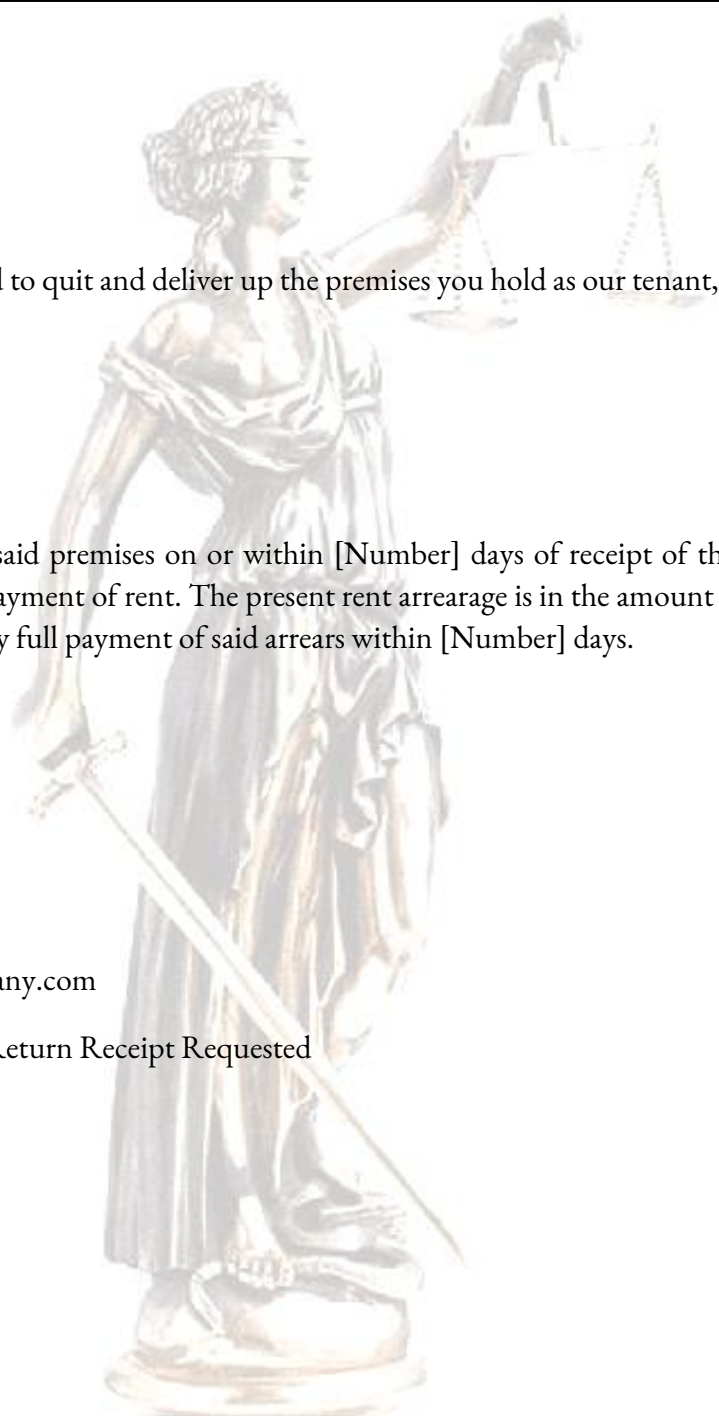 to quit and deliver up the premises you hold as our tenant,
said premises on or within [Number] days of receipt of
ayment of rent. The present rent arrearage is in the amount
y full payment of said arrears within [Number] days.
any.com
Return Receipt Requested